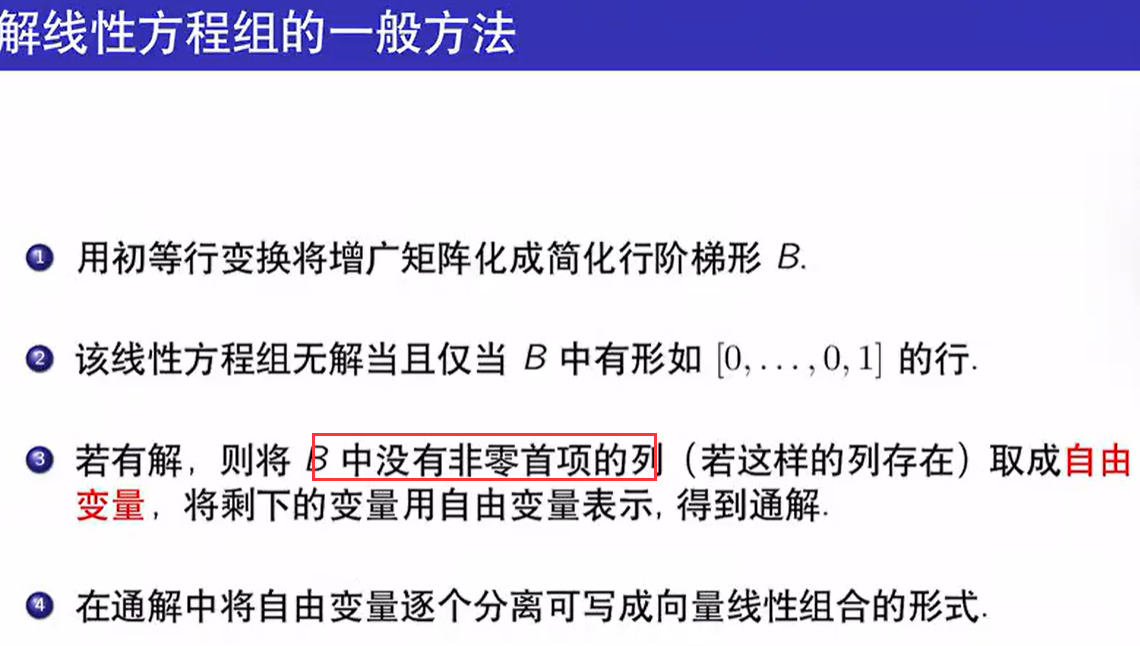 解线性方程组的一般方法
1 用初等行变换将增广矩阵化成简化行阶梯形 B.
2 该线性方程组无解当且仅当 B 中有形如 [0, . . . , 0, 1] 的行.
3 若有解，则将 B 中没有非零首项的列（若这样的列存在）取成自由
变量，将剩下的变量用自由变量表示, 得到通解.
4 在通解中将自由变量逐个分离可写成向量线性组合的形式.